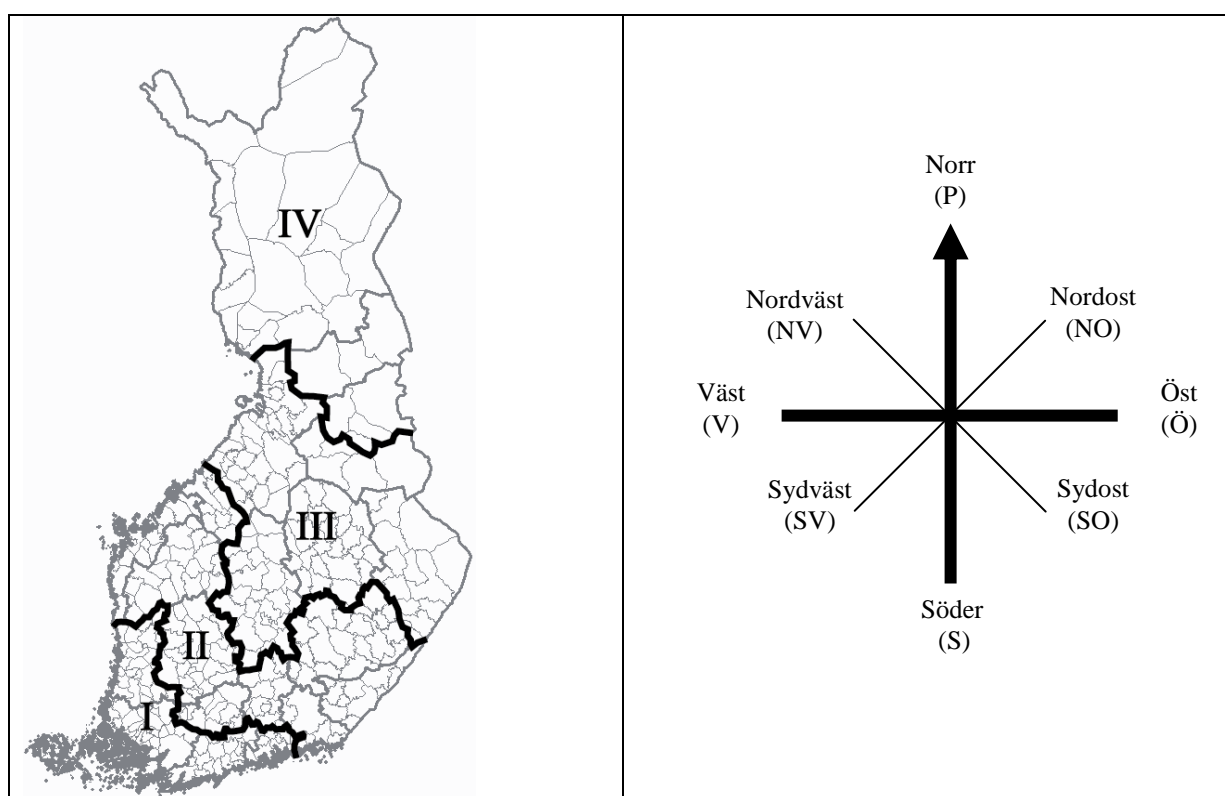 IV
III
II
I
Norr
(P)
Nordväst
(NV)
Nordost
(NO)
Väst
(V)
Öst
(Ö)
Sydväst
(SV)
Sydost
(SO)
Söder
(S)